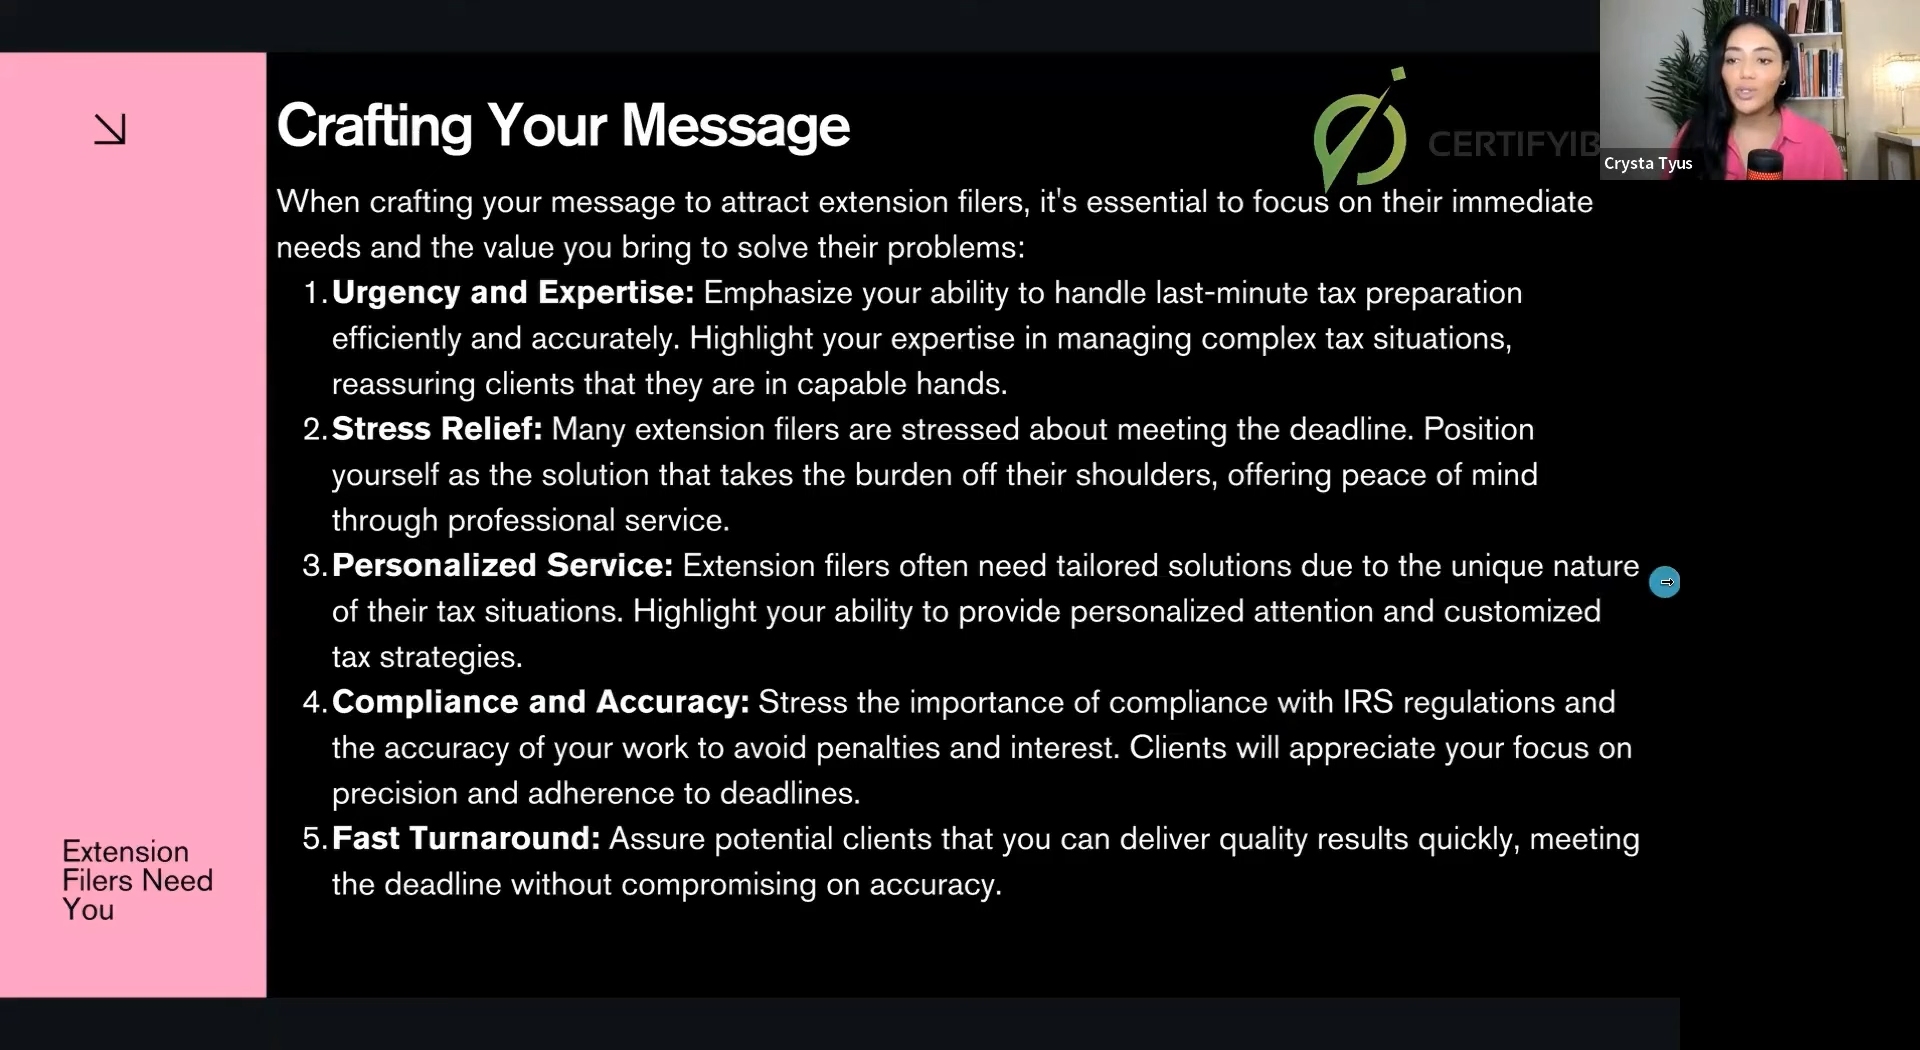 Crafting Your Message
CERTIFYIB
Crysta Tyus
When crafting your message to attract extension filers, it's essential to focus on their immediate
needs and the value you bring to solve their problems:
1. Urgency and Expertise: Emphasize your ability to handle last-minute tax preparation
efficiently and accurately. Highlight your expertise in managing complex tax situations,
reassuring clients that they are in capable hands.
2. Stress Relief: Many extension filers are stressed about meeting the deadline. Position
yourself as the solution that takes the burden off their shoulders, offering peace of mind
through professional service.
3. Personalized Service: Extension filers often need tailored solutions due to the unique nature
of their tax situations. Highlight your ability to provide personalized attention and customized
tax strategies.
4. Compliance and Accuracy: Stress the importance of compliance with IRS regulations and
the accuracy of your work to avoid penalties and interest. Clients will appreciate your focus on
precision and adherence to deadlines.
5. Fast Turnaround: Assure potential clients that you can deliver quality results quickly, meeting
the deadline without compromising on accuracy.
Extension
Filers Need
You